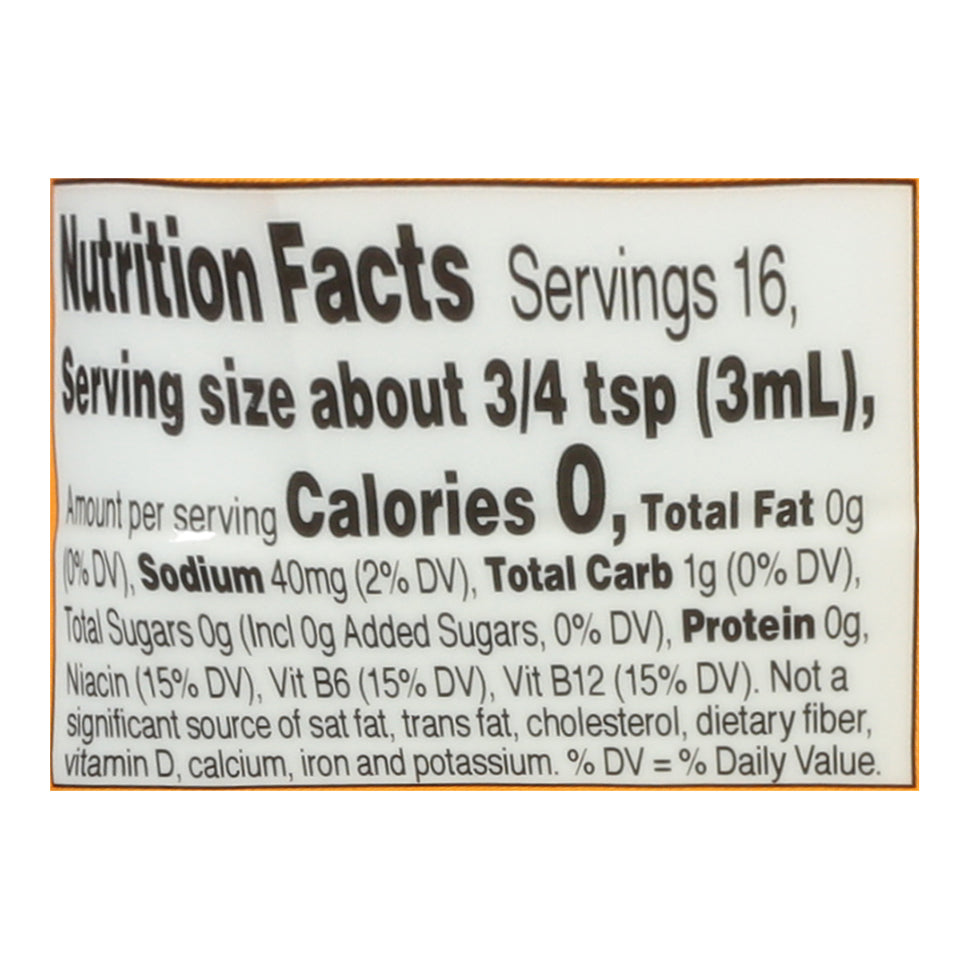 Nutrition Facts Servings 16,
Serving size about 3/4 tsp (3mL),
Amount per serving Calories 0, Total Fat 0g
(0% DV), Sodium 40mg (2% DV), Total Carb 1g (0% DV),
Total Sugars 0g (Incl 0g Added Sugars, 0% DV), Protein 0g,
Niacin (15% DV), Vit B6 (15% DV), Vit B12 (15% DV). Not a
significant source of sat fat, trans fat, cholesterol, dietary fiber,
vitamin D, calcium, iron and potassium. % DV = % Daily Value.